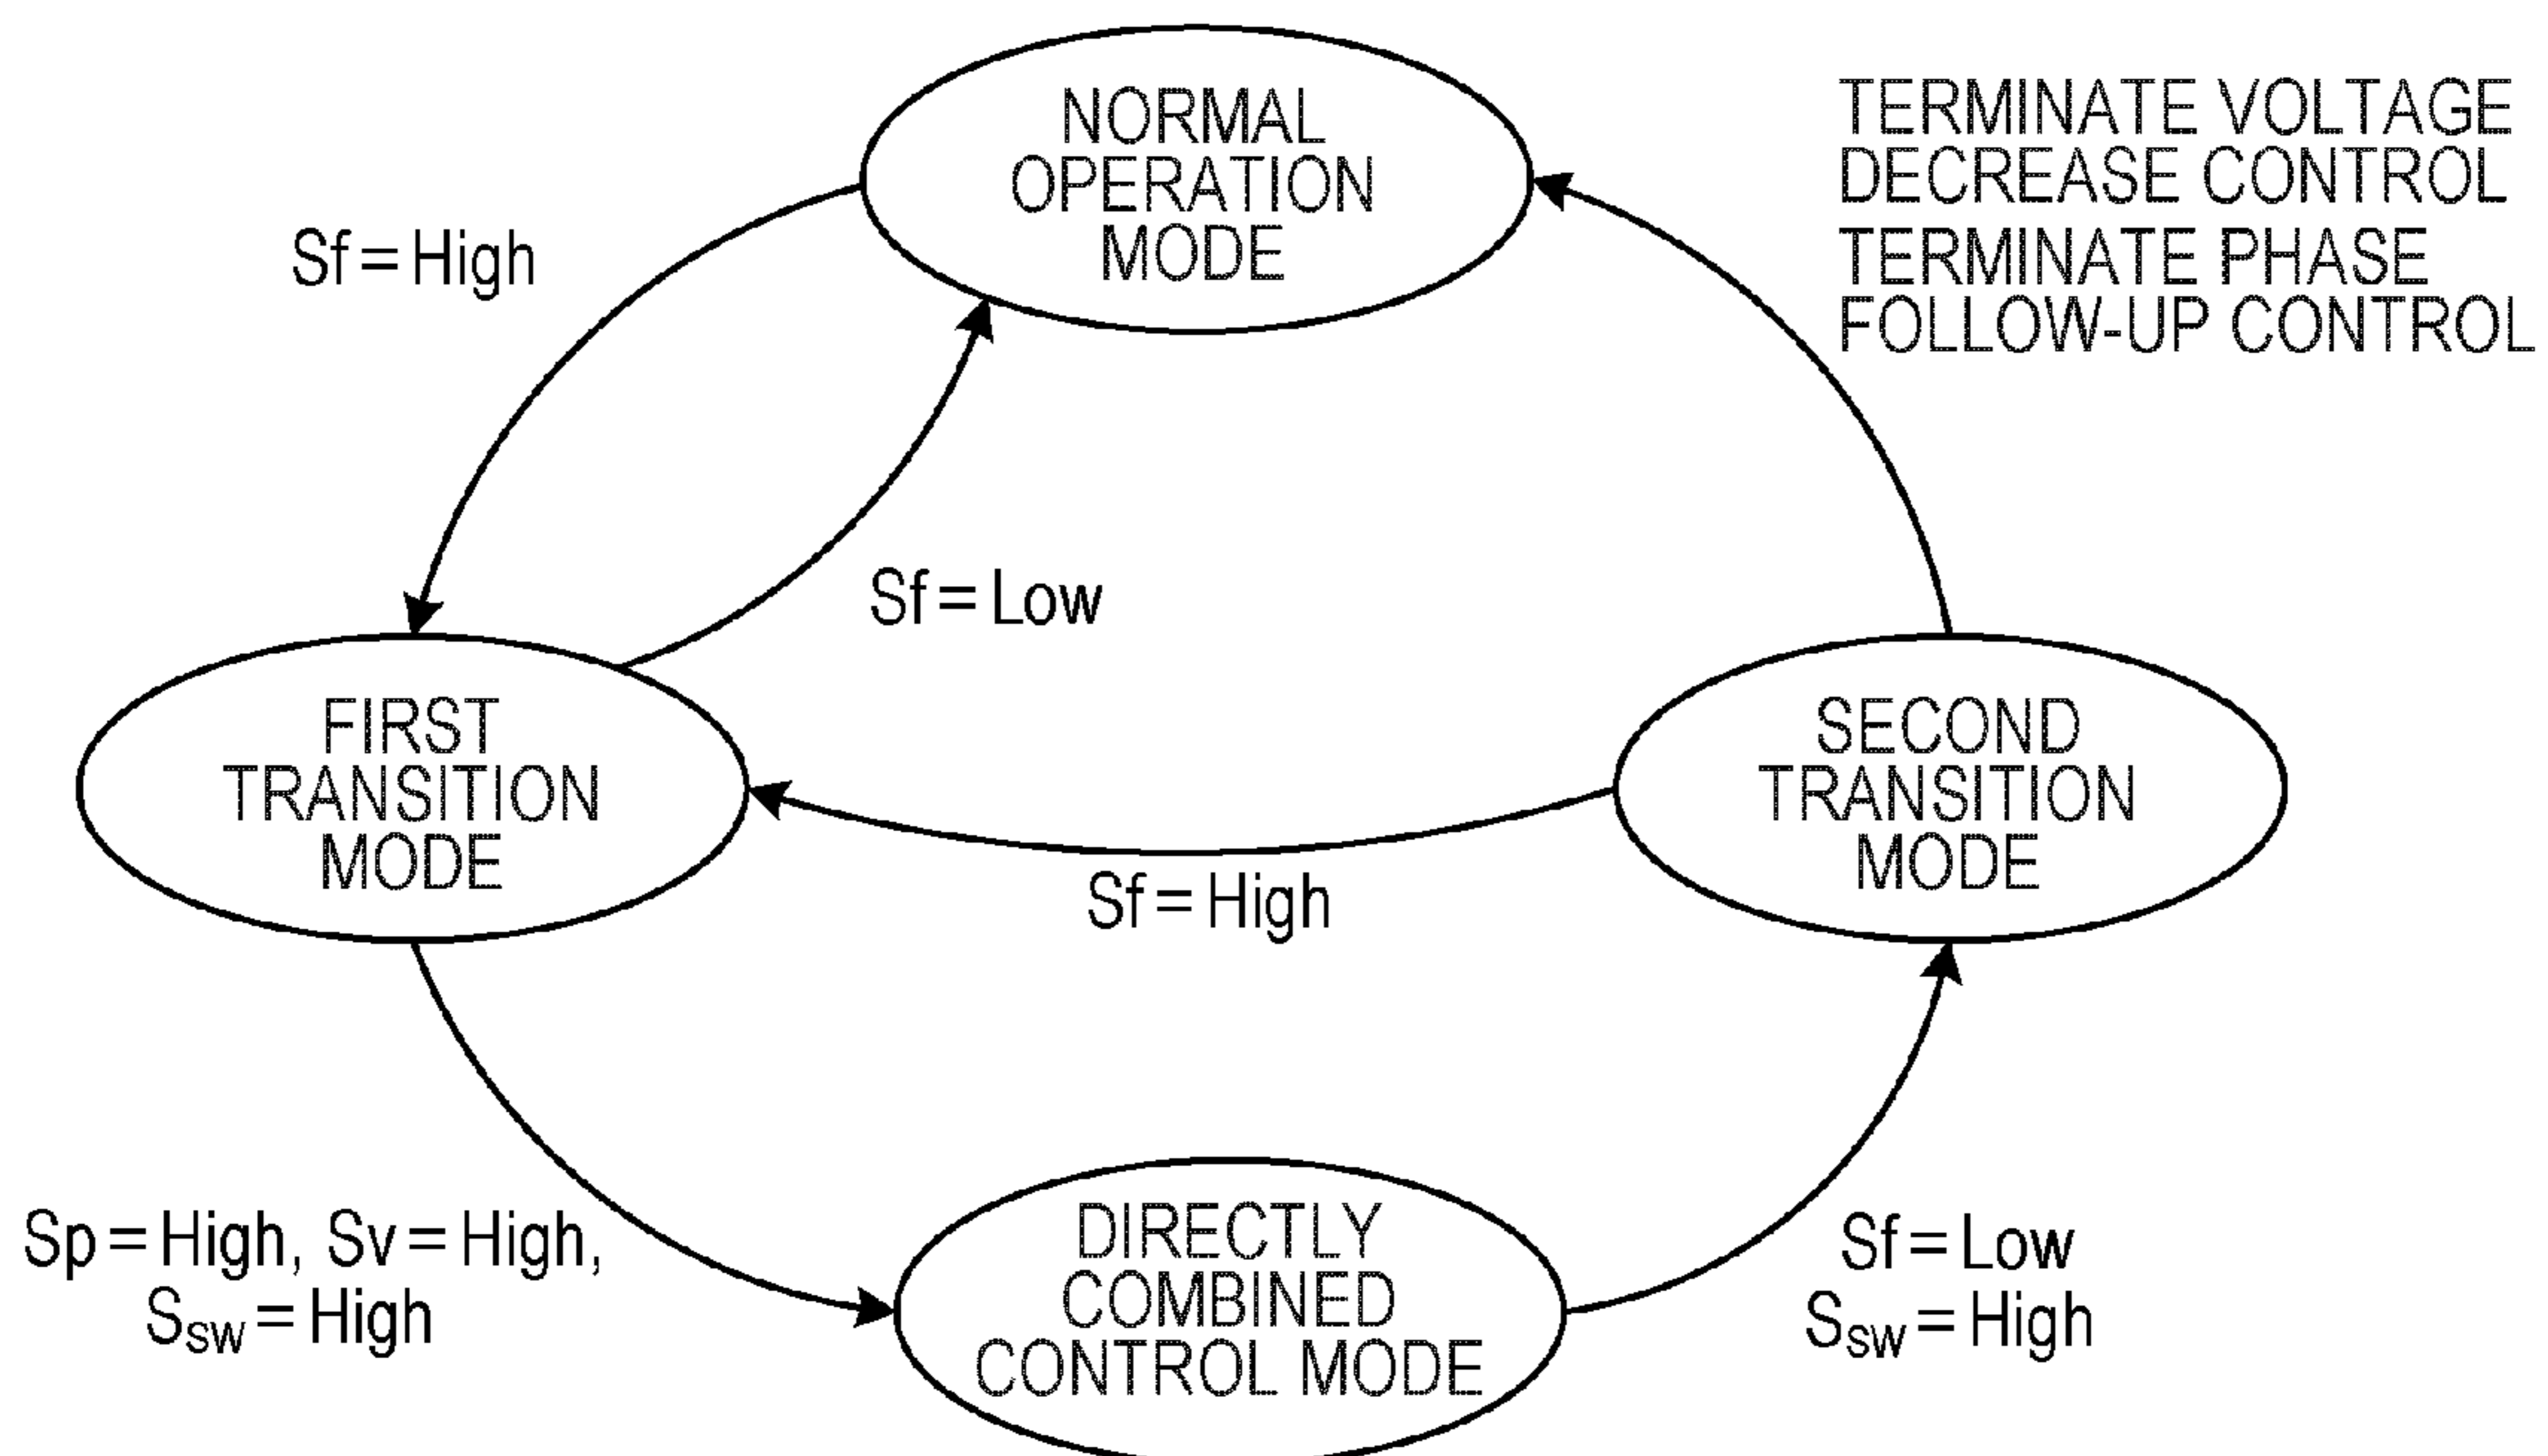 NORMAL
OPERATION
MODE
TERMINATE VOLTAGE
DECREASE CONTROL
TERMINATE PHASE
FOLLOW-UP CONTROL
Sf=High
Sf=Low
FIRST
TRANSITION
MODE
SECOND
TRANSITION
MODE
Sf=High
Sp=High, Sv=High,
Ssw=High
DIRECTLY
COMBINED
CONTROL MODE
Sf=Low
Ssw=High